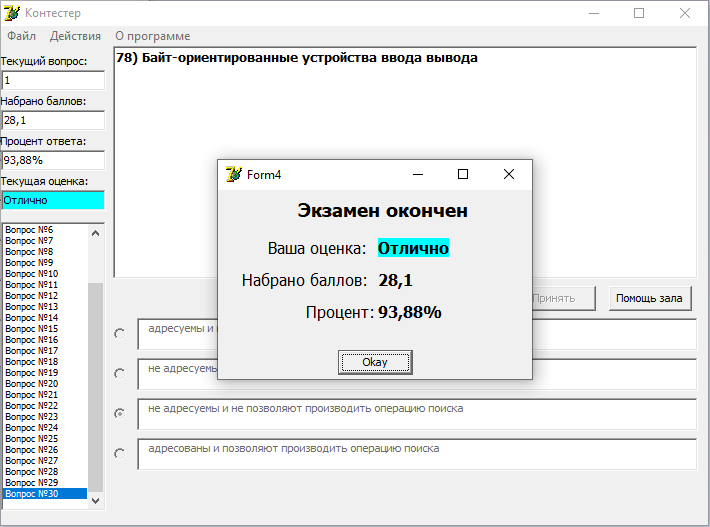 Контестер
Файл Действия О программе
Текущий вопрос:
1
Набрано баллов:
28,1
Процент ответа:
93,88%
Текущая оценка:
Отлично
Вопрос №6
Вопрос №7
Вопрос №8
Вопрос №9
Вопрос №10
Вопрос №11
Вопрос №12
Вопрос №13
Вопрос №14
Вопрос №15
Вопрос №16
Вопрос №17
Вопрос №18
Вопрос №19
Вопрос №20
Вопрос №21
Вопрос №22
Вопрос №23
Вопрос №24
Вопрос №25
Вопрос №26
Вопрос №27
Вопрос №28
Вопрос №29
Вопрос №30
78) Байт-ориентированные устройства ввода вывода
Form4
Экзамен окончен
Ваша оценка: Отлично
Набрано баллов: 28,1
Процент: 93,88%
Okay
Принять
Помощь зала
адресуемы и
не адресуемы
не адресуемы и не позволяют производить операцию поиска
адресованы и позволяют производить операцию поиска